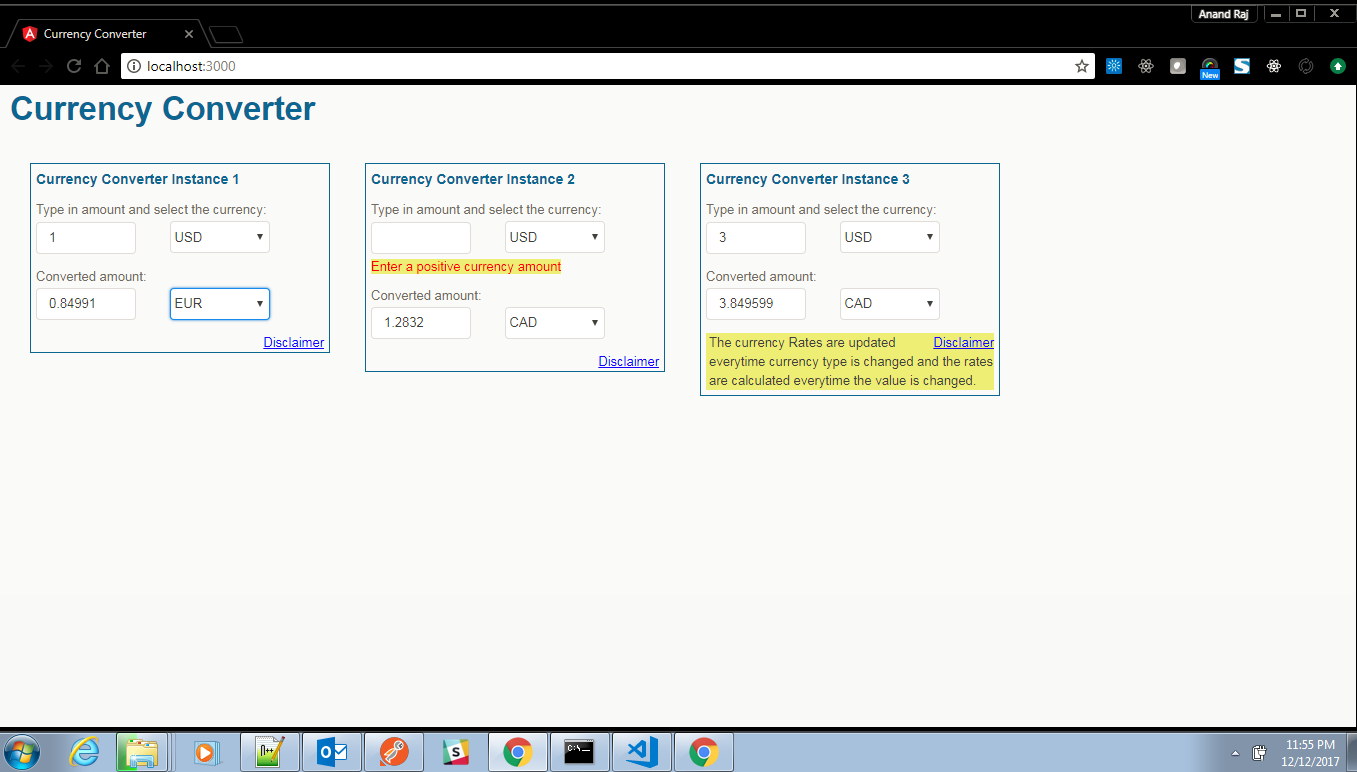 Anand Raj
Currency Converter
localhost:3000
New
Currency Converter
Currency Converter Instance 1
Type in amount and select the currency:
1 USD
Converted amount:
0.84991 EUR
Disclaimer
Currency Converter Instance 2
Type in amount and select the currency:
USD
Enter a positive currency amount
Converted amount:
1.2832 CAD
Disclaimer
Currency Converter Instance 3
Type in amount and select the currency:
3 USD
Converted amount:
3.849599 CAD
The currency Rates are updated Disclaimer
everytime currency type is changed and the rates
are calculated everytime the value is changed.
11:55 PM
12/12/2017